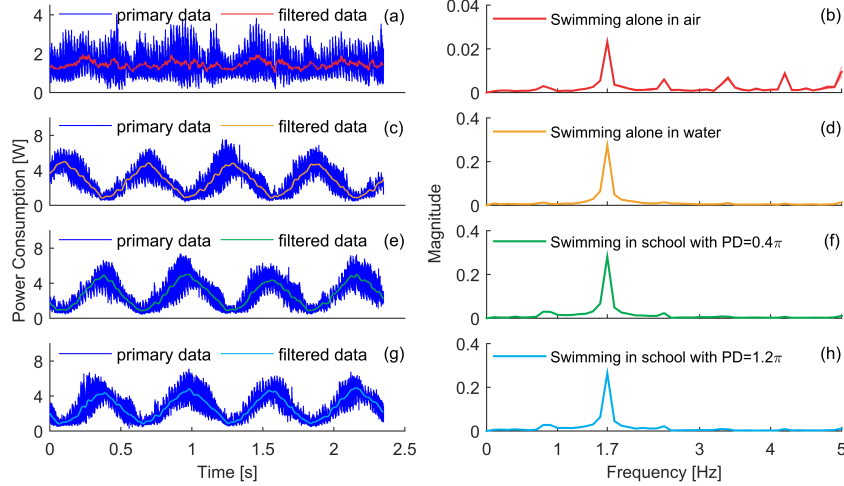 primary data filtered data (a)
4
2
0
primary data filtered data
(c)
8
4
0
primary data filtered data (e)
8
4
0
primary data filtered data (g)
8
4
0
0 0.5 1 1.5 2 2.5
Time [s]
Power Consumption [W]
Swimming alone in air (b)
0.04
0.02
0
Swimming alone in water (d)
0.4
0.2
0
Swimming in school with PD=0.4π (f)
0.4
0.2
0
Swimming in school with PD=1.2π (h)
0.4
0.2
0
0 1 1.7 3 4 5
Frequency [Hz]
Magnitude